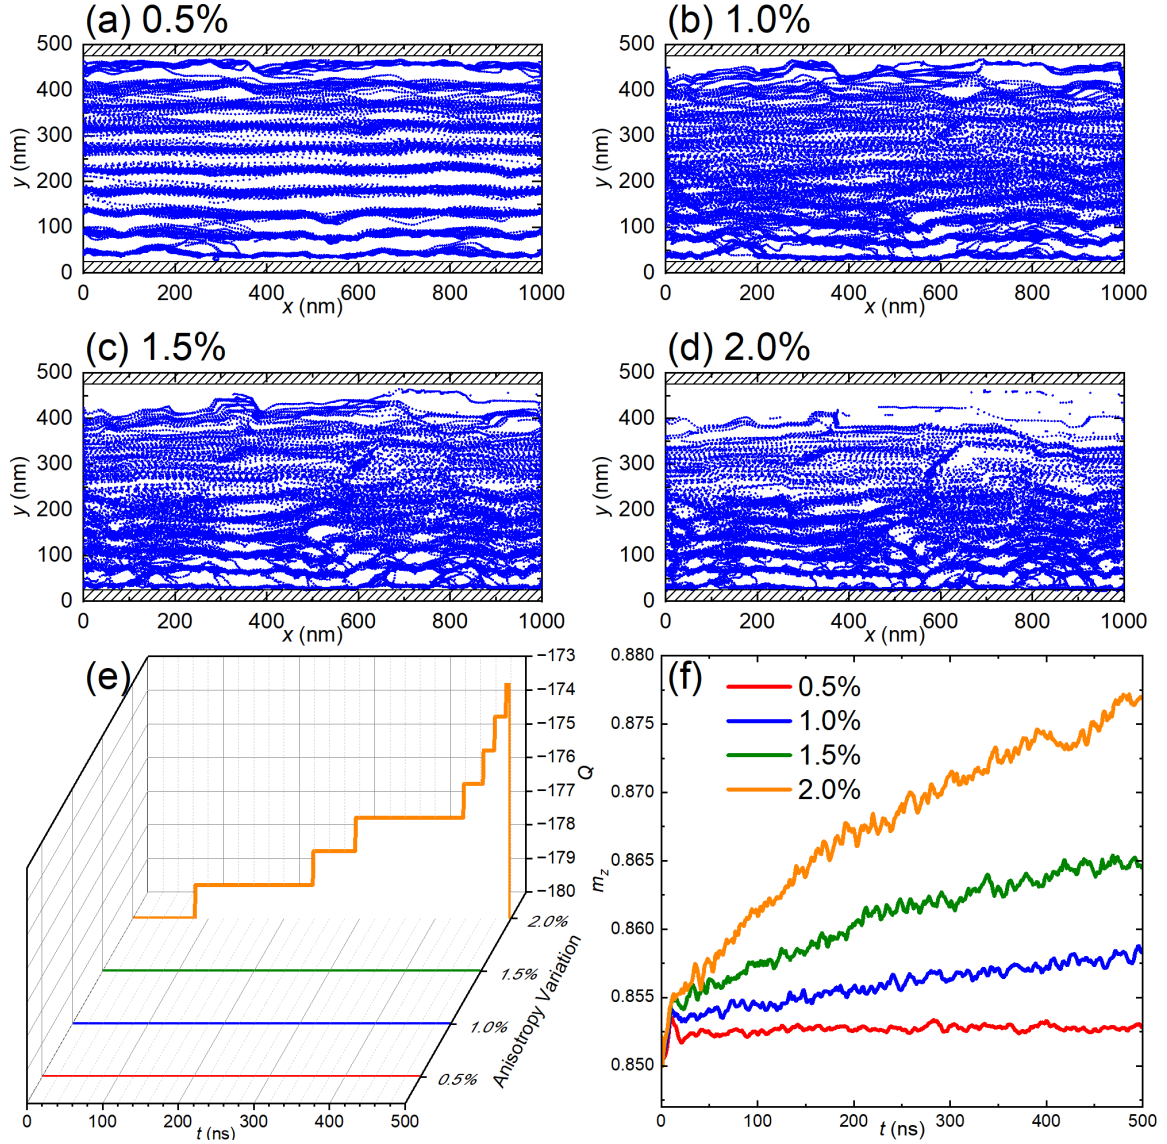 (a) 0.5%
(b) 1.0%
500
400
300
200
100
0
y (nm)
0 200 400 600 800 1000
x (nm)
500
400
300
200
100
0
y (nm)
0 200 400 600 800 1000
x (nm)
(c) 1.5%
(d) 2.0%
500
400
300
200
100
0
y (nm)
0 200 400 600 800 1000
x (nm)
500
400
300
200
100
0
y (nm)
0 200 400 600 800 1000
x (nm)
(e)
−173
−174
−175
−176
−177
−178
−179
−180
Q
2.0%
1.5%
1.0%
0.5%
Anisotropy Variation
0 100 200 300 400 500
t (ns)
(f)
0.5%
1.0%
1.5%
2.0%
0.880
0.875
0.870
0.865
0.860
0.855
0.850
m_z
0 100 200 300 400 500
t (ns)